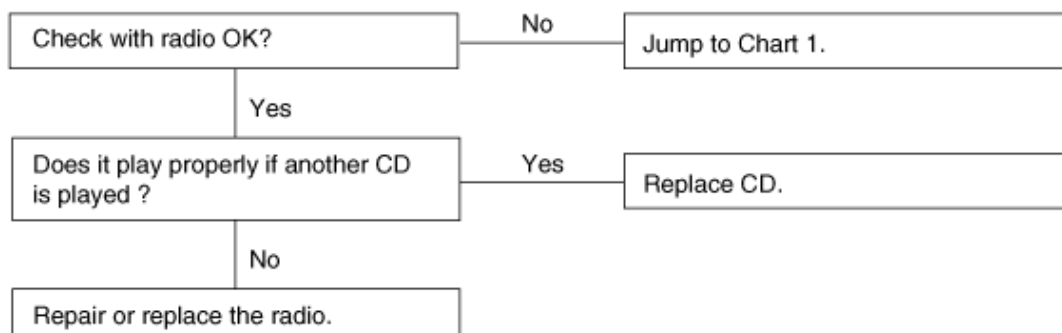 Check with radio OK?
No
Jump to Chart 1.
Yes
Does it play properly if another CD
is played ?
Yes
Replace CD.
No
Repair or replace the radio.